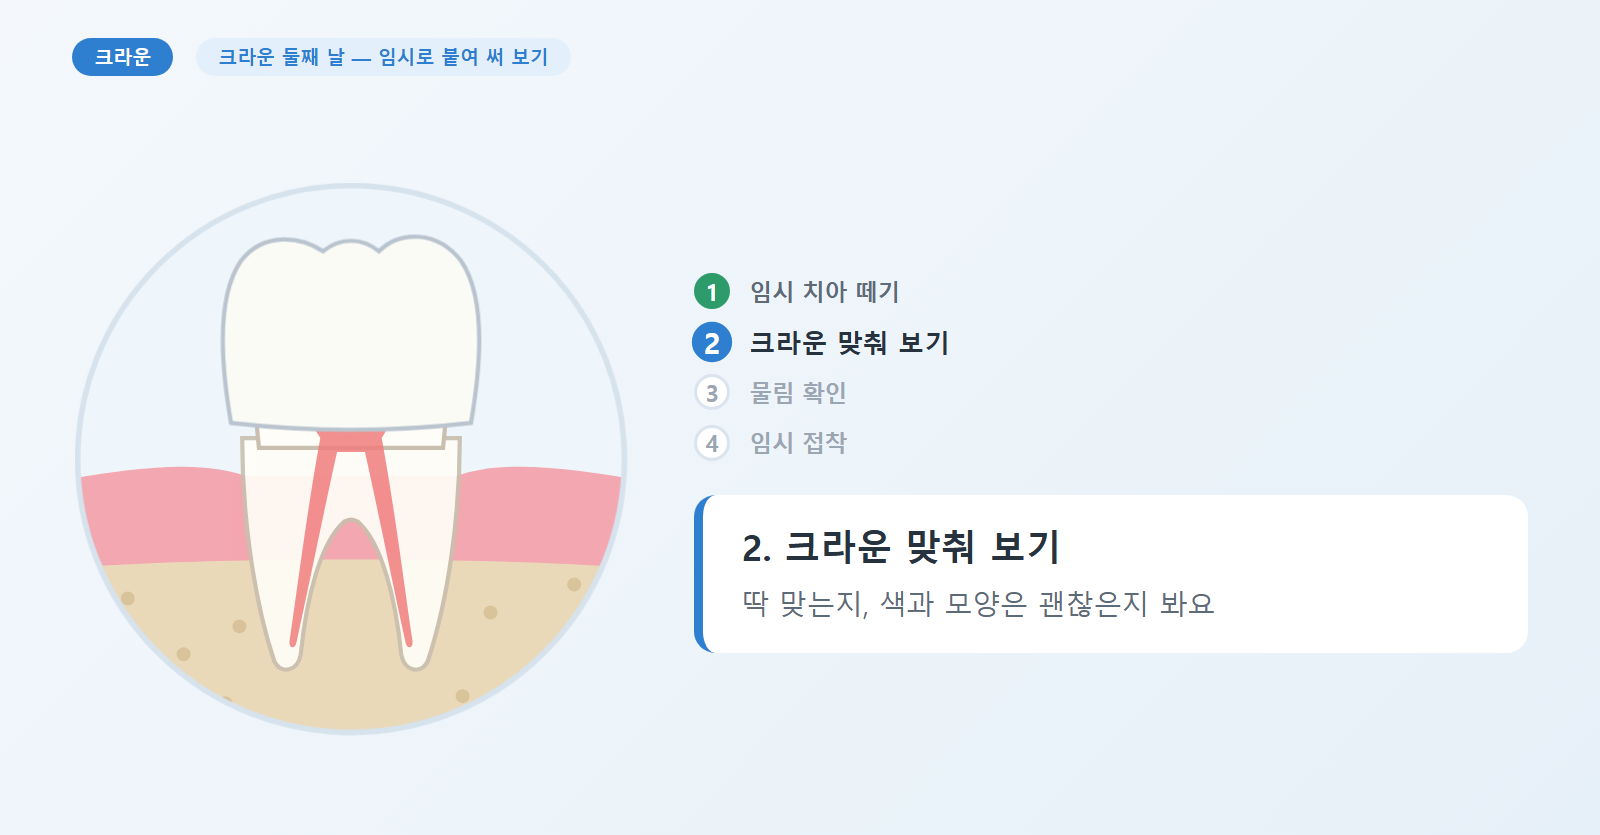 크라운
크라운 둘째 날 — 임시로 붙여 써 보기
1 임시 치아 떼기
2 크라운 맞춰 보기
3 물림 확인
4 임시 접착
2. 크라운 맞춰 보기
딱 맞는지, 색과 모양은 괜찮은지 봐요